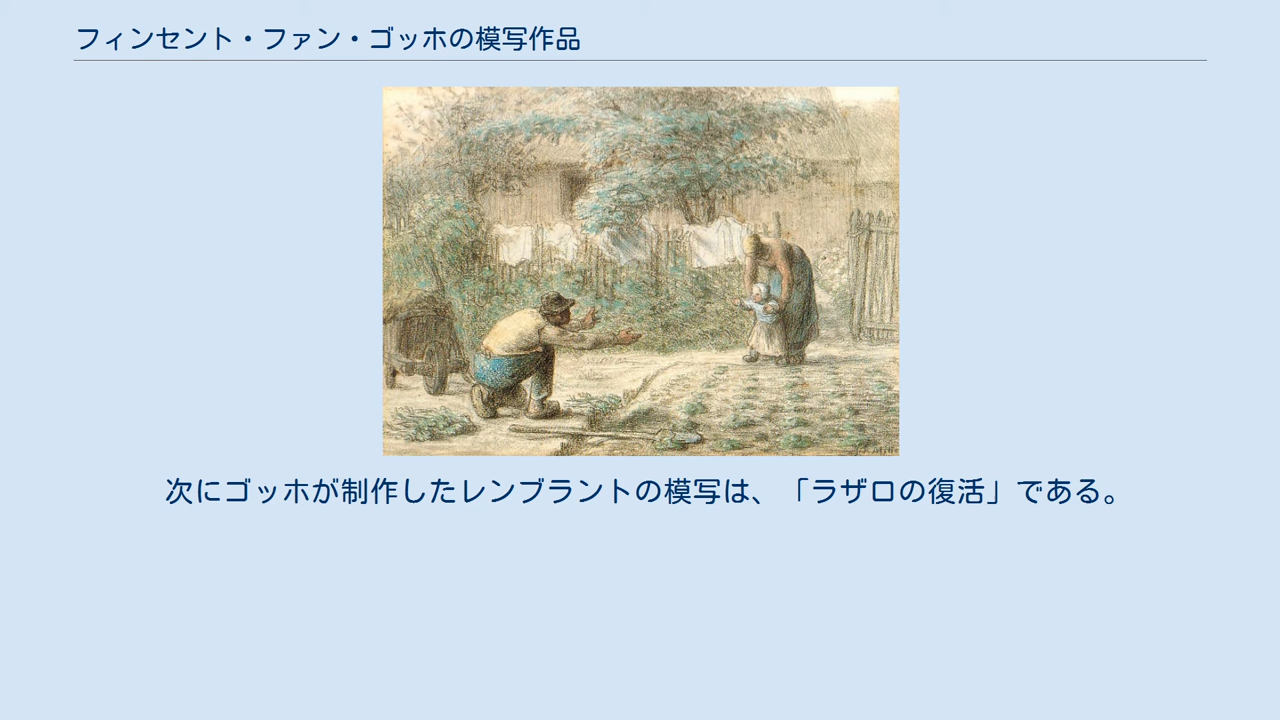 フィンセント・ファン・ゴッホの模写作品
次にゴッホが制作したレンブラントの模写は、「ラザロの復活」である。